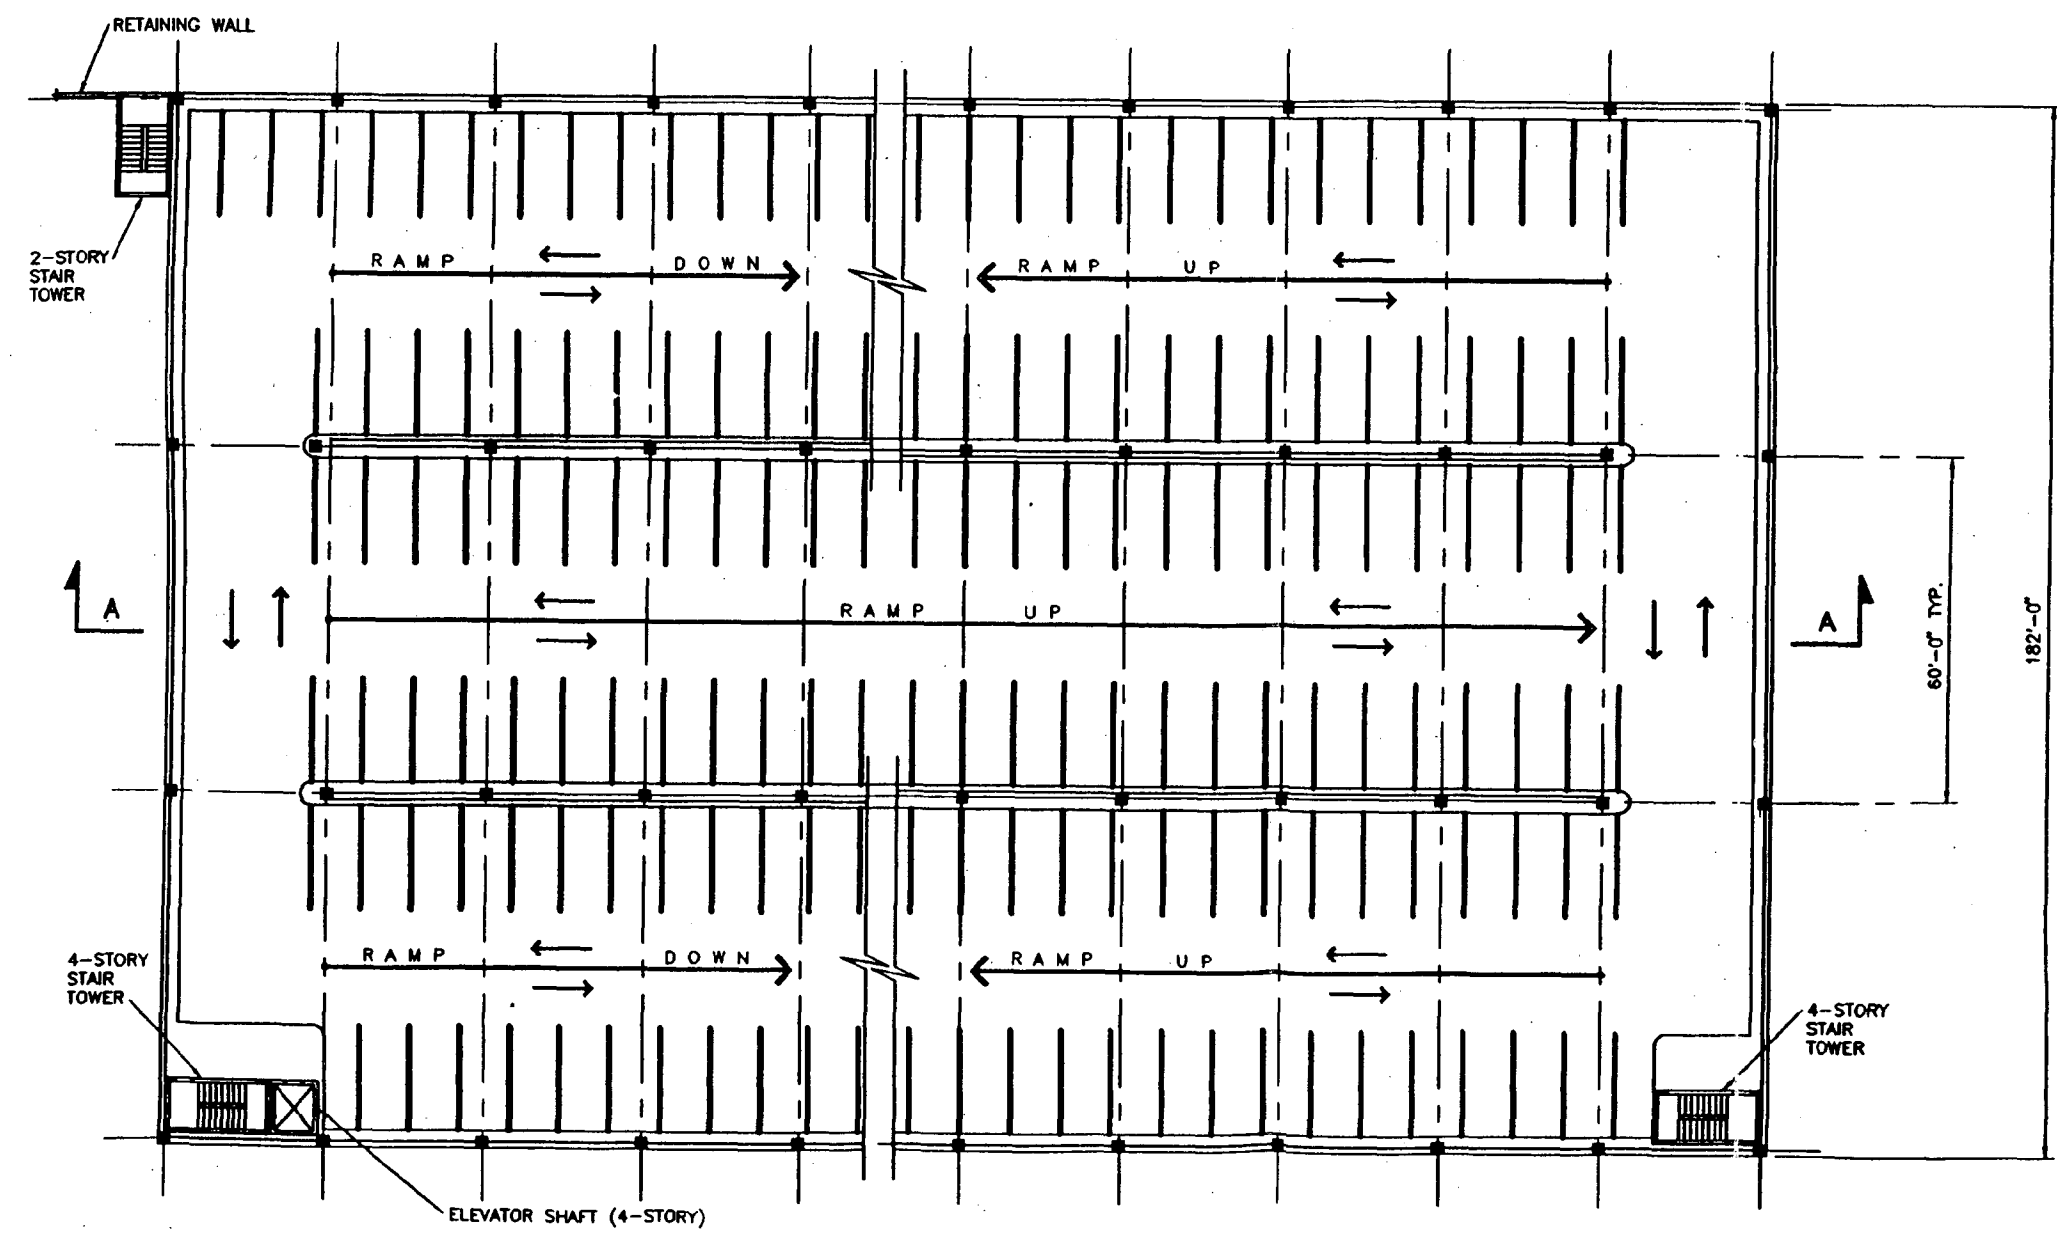 RETAINING WALL
2-STORY
STAIR
TOWER
RAMP DOWN
RAMP UP
A
RAMP UP
A
60'-0" TYP.
182'-0"
4-STORY
STAIR
TOWER
RAMP DOWN
RAMP UP
4-STORY
STAIR
TOWER
ELEVATOR SHAFT (4-STORY)